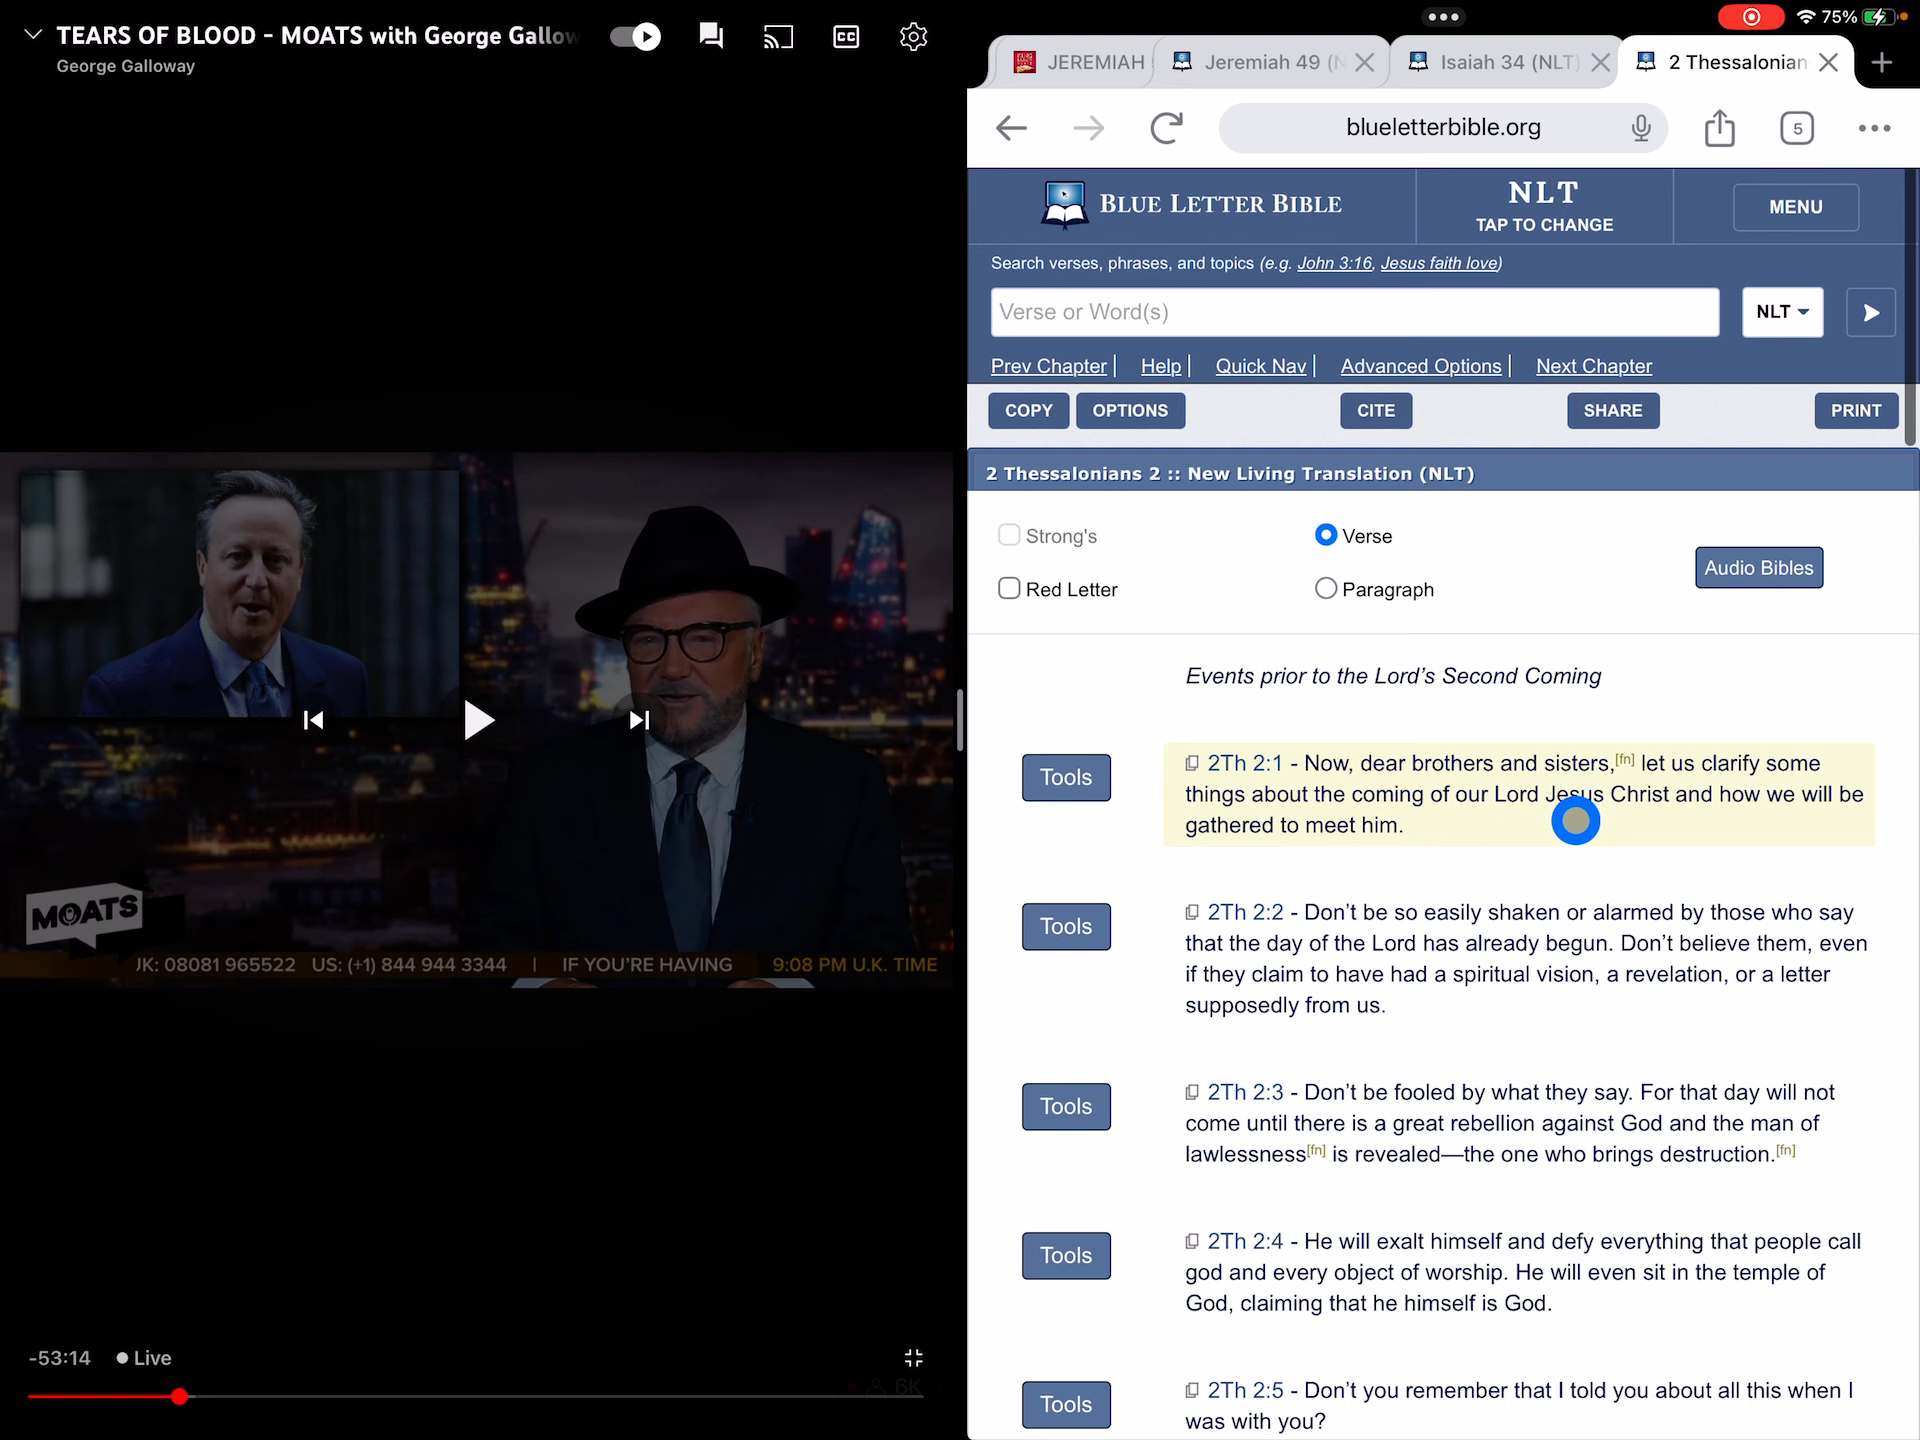 TEARS OF BLOOD - MOATS with George Gallow
George Galloway
CC
MOATS
JK: 08081 965522 US: (+1) 844 944 3344 | IF YOU'RE HAVING 9:08 PM U.K. TIME
-53:14 Live
6K
75%
JEREMIAH
Jeremiah 49 (N
Isaiah 34 (NLT)
2 Thessalonian
blueletterbible.org
5
BLUE LETTER BIBLE
NLT
TAP TO CHANGE
MENU
Search verses, phrases, and topics (e.g. John 3:16, Jesus faith love)
Verse or Word(s)
NLT
Prev Chapter | Help | Quick Nav | Advanced Options | Next Chapter
COPY OPTIONS CITE SHARE PRINT
2 Thessalonians 2 :: New Living Translation (NLT)
Strong's Verse
Audio Bibles
Red Letter Paragraph
Events prior to the Lord’s Second Coming
Tools
2Th 2:1 - Now, dear brothers and sisters,[fn] let us clarify some
things about the coming of our Lord Jesus Christ and how we will be
gathered to meet him.
Tools
2Th 2:2 - Don’t be so easily shaken or alarmed by those who say
that the day of the Lord has already begun. Don’t believe them, even
if they claim to have had a spiritual vision, a revelation, or a letter
supposedly from us.
Tools
2Th 2:3 - Don’t be fooled by what they say. For that day will not
come until there is a great rebellion against God and the man of
lawlessness[fn] is revealed—the one who brings destruction.[fn]
Tools
2Th 2:4 - He will exalt himself and defy everything that people call
god and every object of worship. He will even sit in the temple of
God, claiming that he himself is God.
Tools
2Th 2:5 - Don’t you remember that I told you about all this when I
was with you?